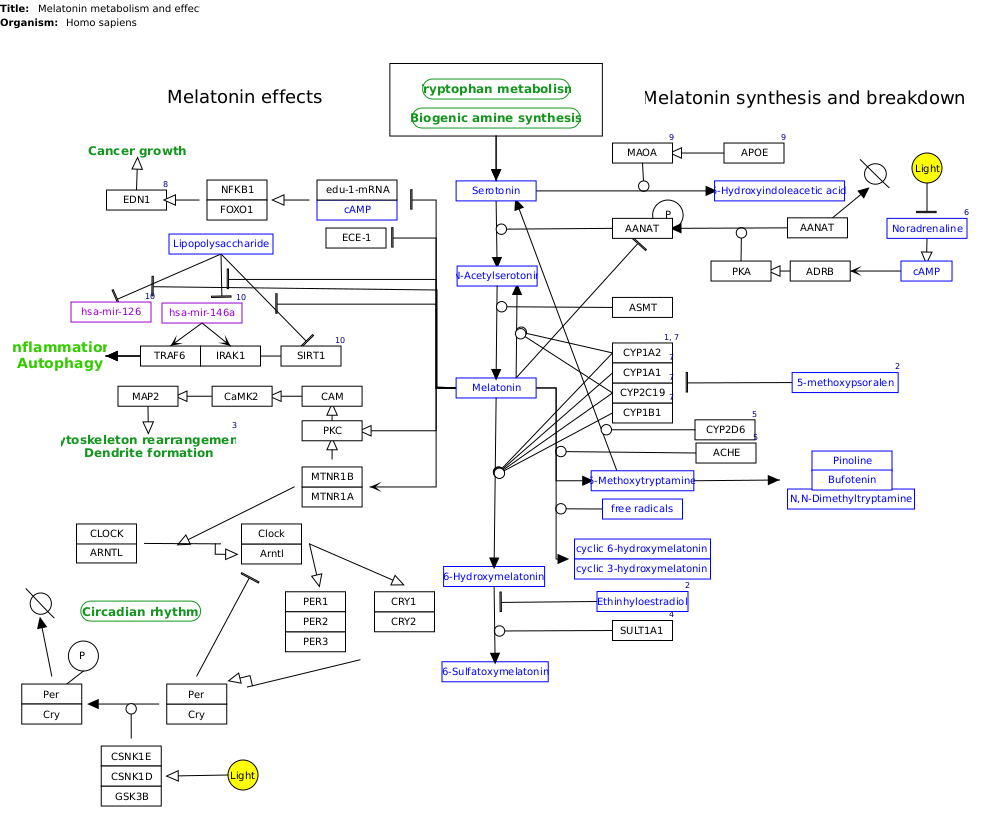 Title: Melatonin metabolism and effec
Organism: Homo sapiens
Melatonin effects
Tryptophan metabolism
Biogenic amine synthesis
Melatonin synthesis and breakdown
Cancer growth
EDN1
8
NFKB1
FOXO1
edu-1-mRNA
cAMP
ECE-1
Lipopolysaccharide
hsa-mir-126
10
hsa-mir-146a
10
nflammation
Autophagy
TRAF6
IRAK1
SIRT1
10
MAP2
CaMK2
CAM
PKC
ytoskeleton rearrangemen
3
Dendrite formation
MTNR1B
MTNR1A
CLOCK
ARNTL
Clock
Arntl
PER1
PER2
PER3
CRY1
CRY2
Circadian rhythm
P
Per
Cry
Per
Cry
CSNK1E
CSNK1D
GSK3B
Light
Serotonin
N-Acetylserotonin
Melatonin
6-Hydroxymelatonin
6-Sulfatoxymelatonin
MAOA
9
APOE
9
5-Hydroxyindoleacetic acid
Light
P
AANAT
AANAT
Noradrenaline
6
PKA
ADRB
cAMP
ASMT
CYP1A2
1, 7
CYP1A1
7
CYP2C19
7
CYP1B1
7
5-methoxypsoralen
2
CYP2D6
5
ACHE
5
5-Methoxytryptamine
Pinoline
Bufotenin
N,N-Dimethyltryptamine
free radicals
cyclic 6-hydroxymelatonin
cyclic 3-hydroxymelatonin
Ethinhyloestradiol
2
SULT1A1
4